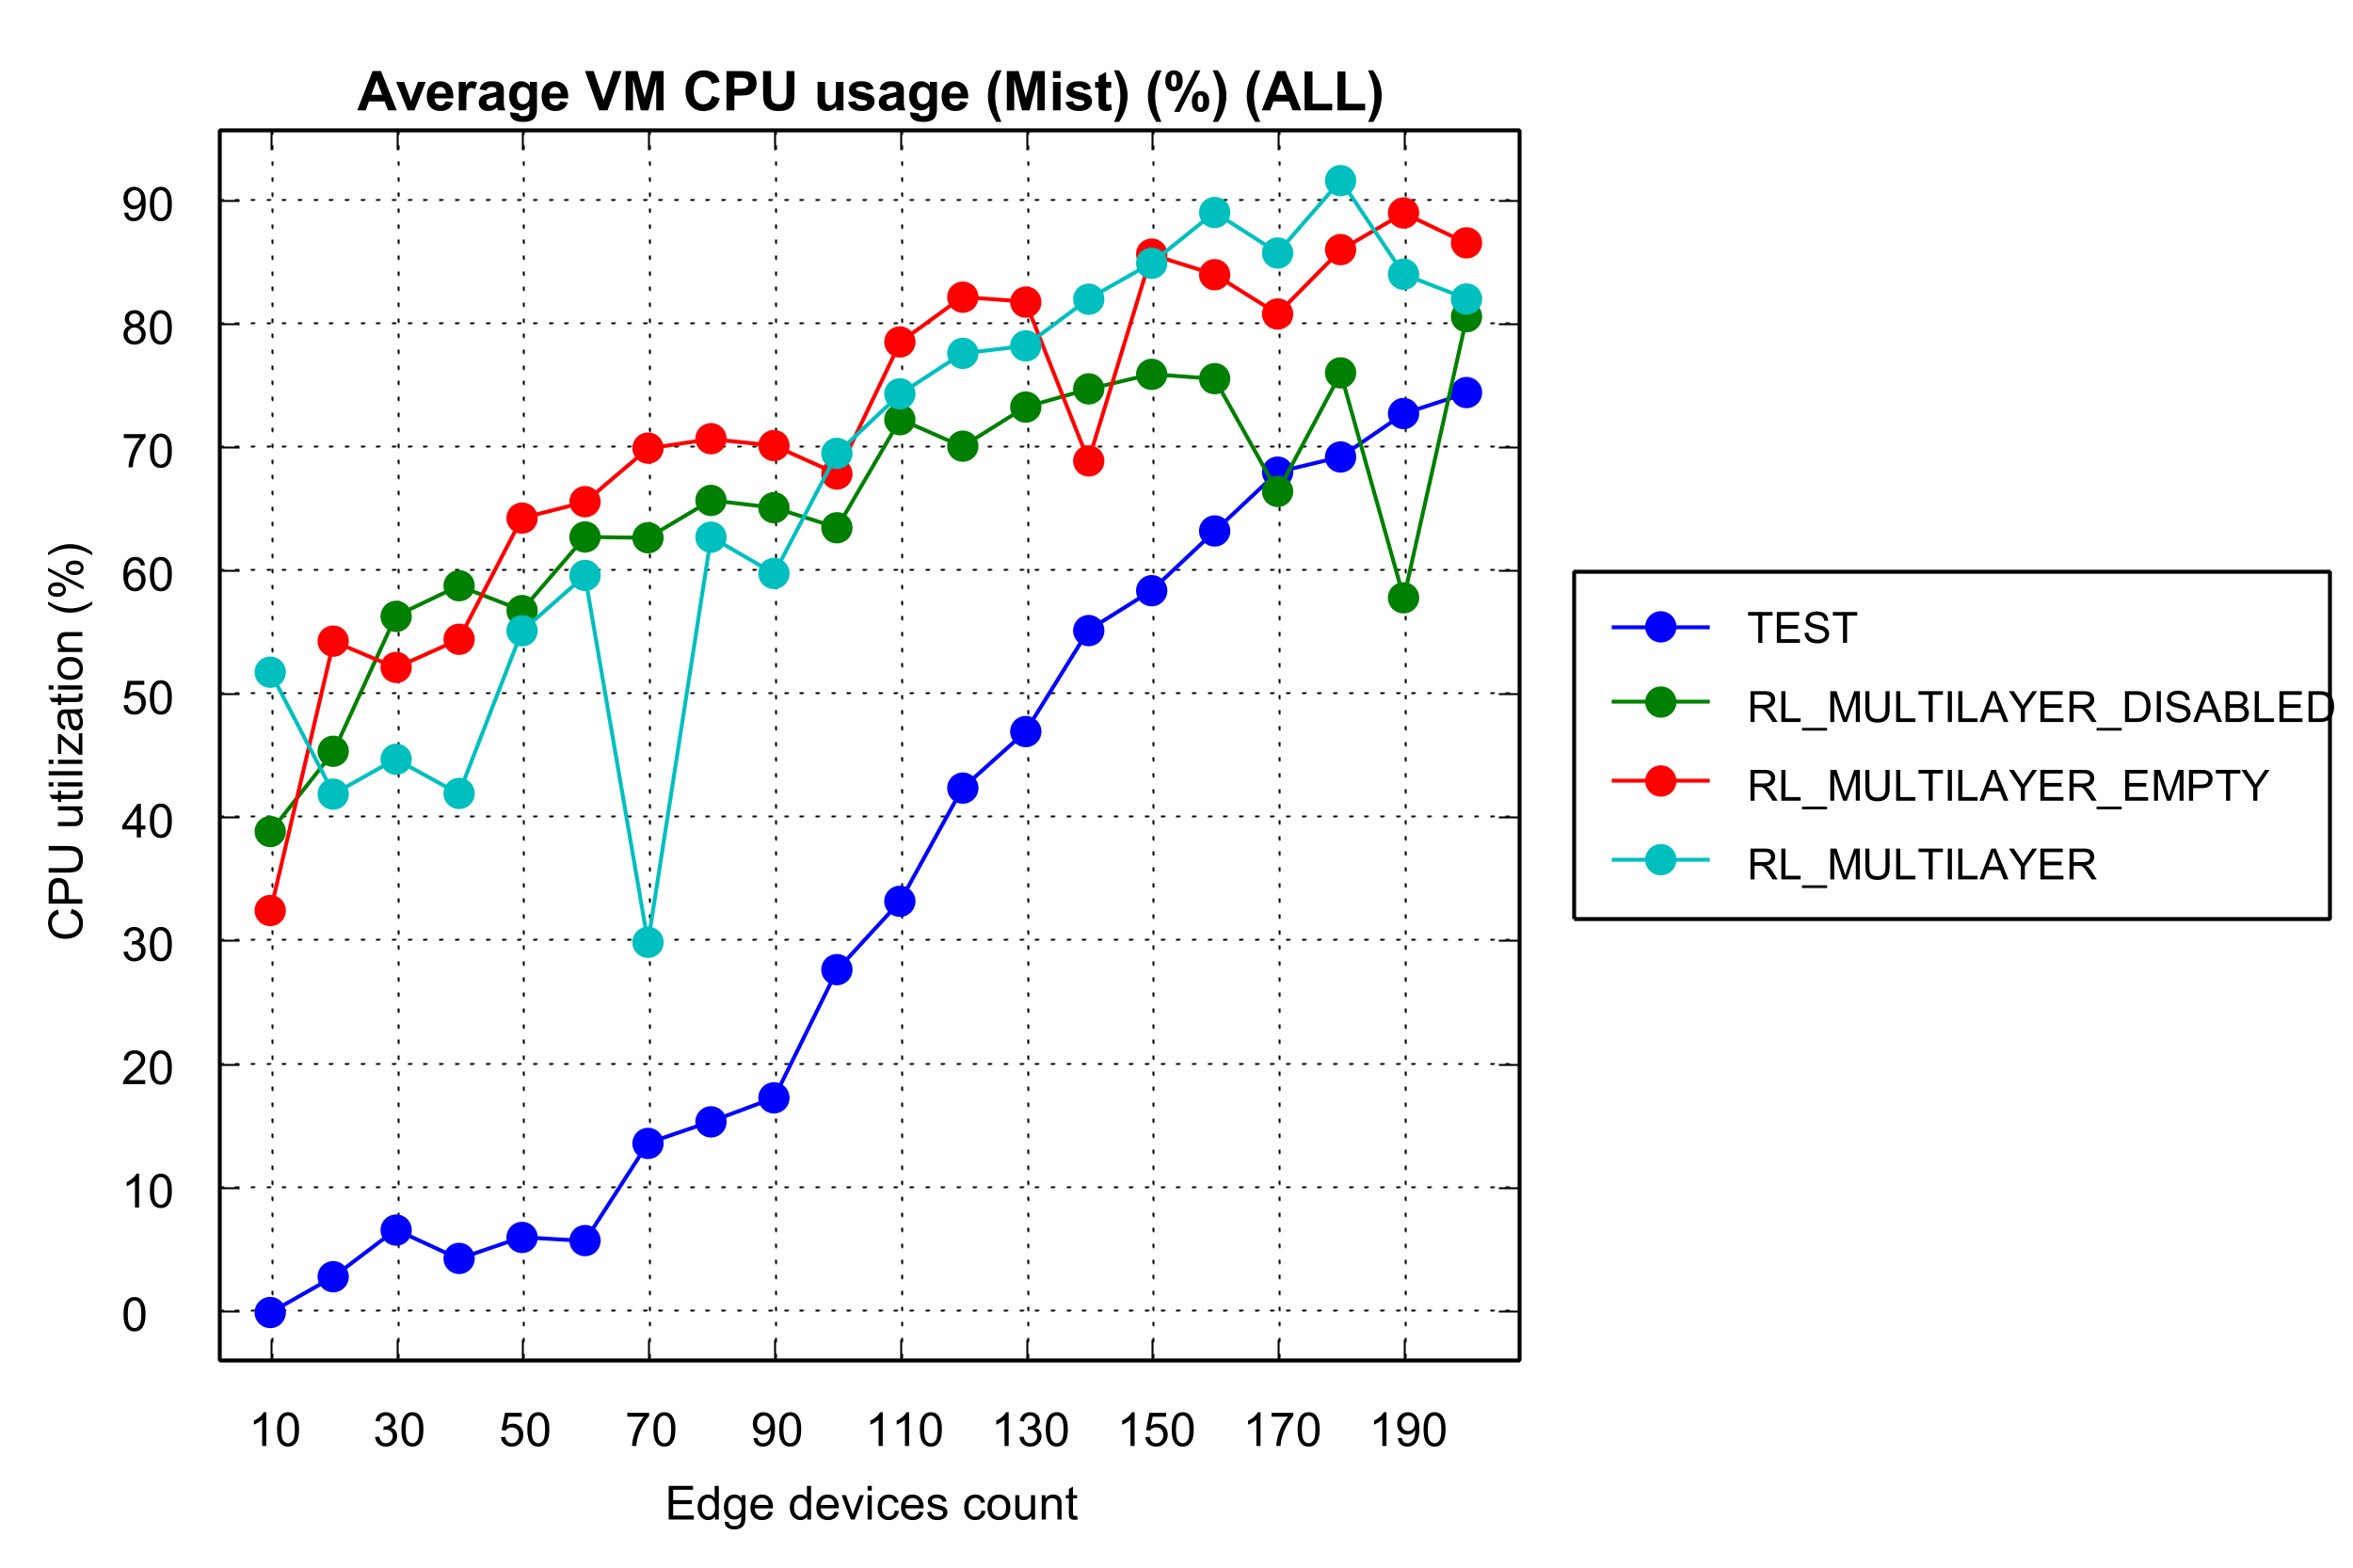 Average VM CPU usage (Mist) (%) (ALL)
90
80
70
60
50
40
30
20
10
0
CPU utilization (%)
10 30 50 70 90 110 130 150 170 190
Edge devices count
TEST
RL_MULTILAYER_DISABLED
RL_MULTILAYER_EMPTY
RL_MULTILAYER